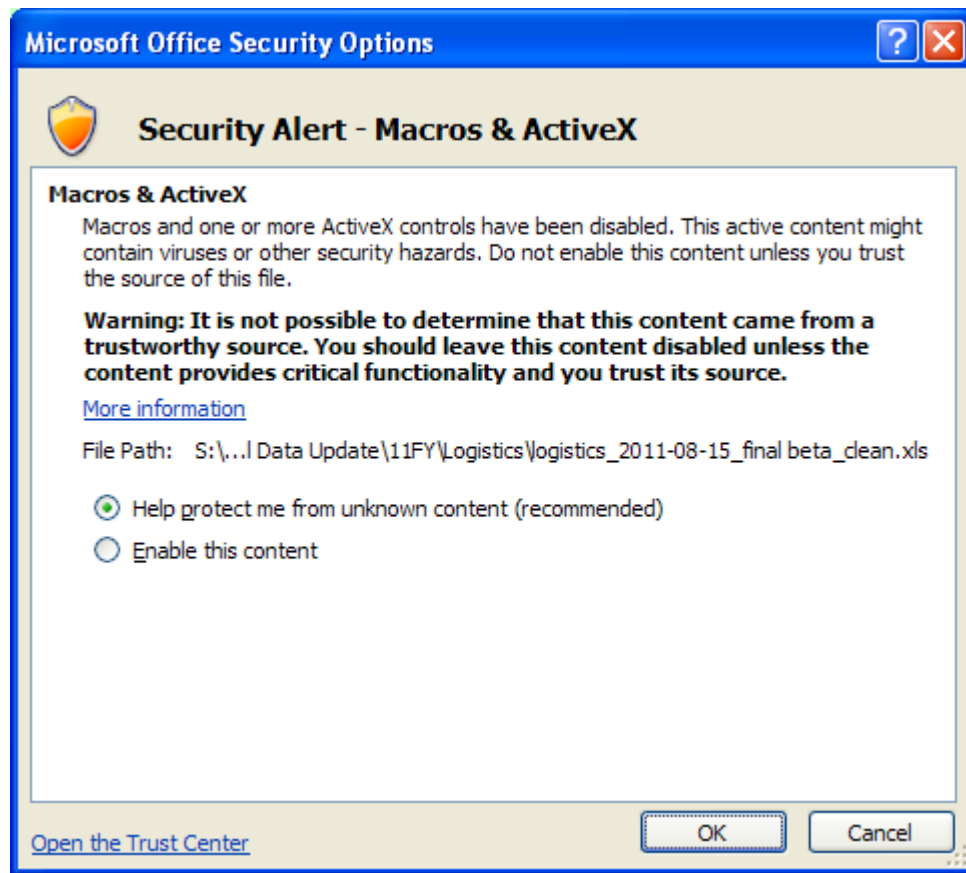 Microsoft Office Security Options
Security Alert - Macros & ActiveX
Macros & ActiveX
Macros and one or more ActiveX controls have been disabled. This active content might
contain viruses or other security hazards. Do not enable this content unless you trust
the source of this file.
Warning: It is not possible to determine that this content came from a
trustworthy source. You should leave this content disabled unless the
content provides critical functionality and you trust its source.
More information
File Path: S:\...l Data Update\11FY\Logistics\logistics_2011-08-15_final beta_clean.xls
Help protect me from unknown content (recommended)
Enable this content
Open the Trust Center
OK
Cancel